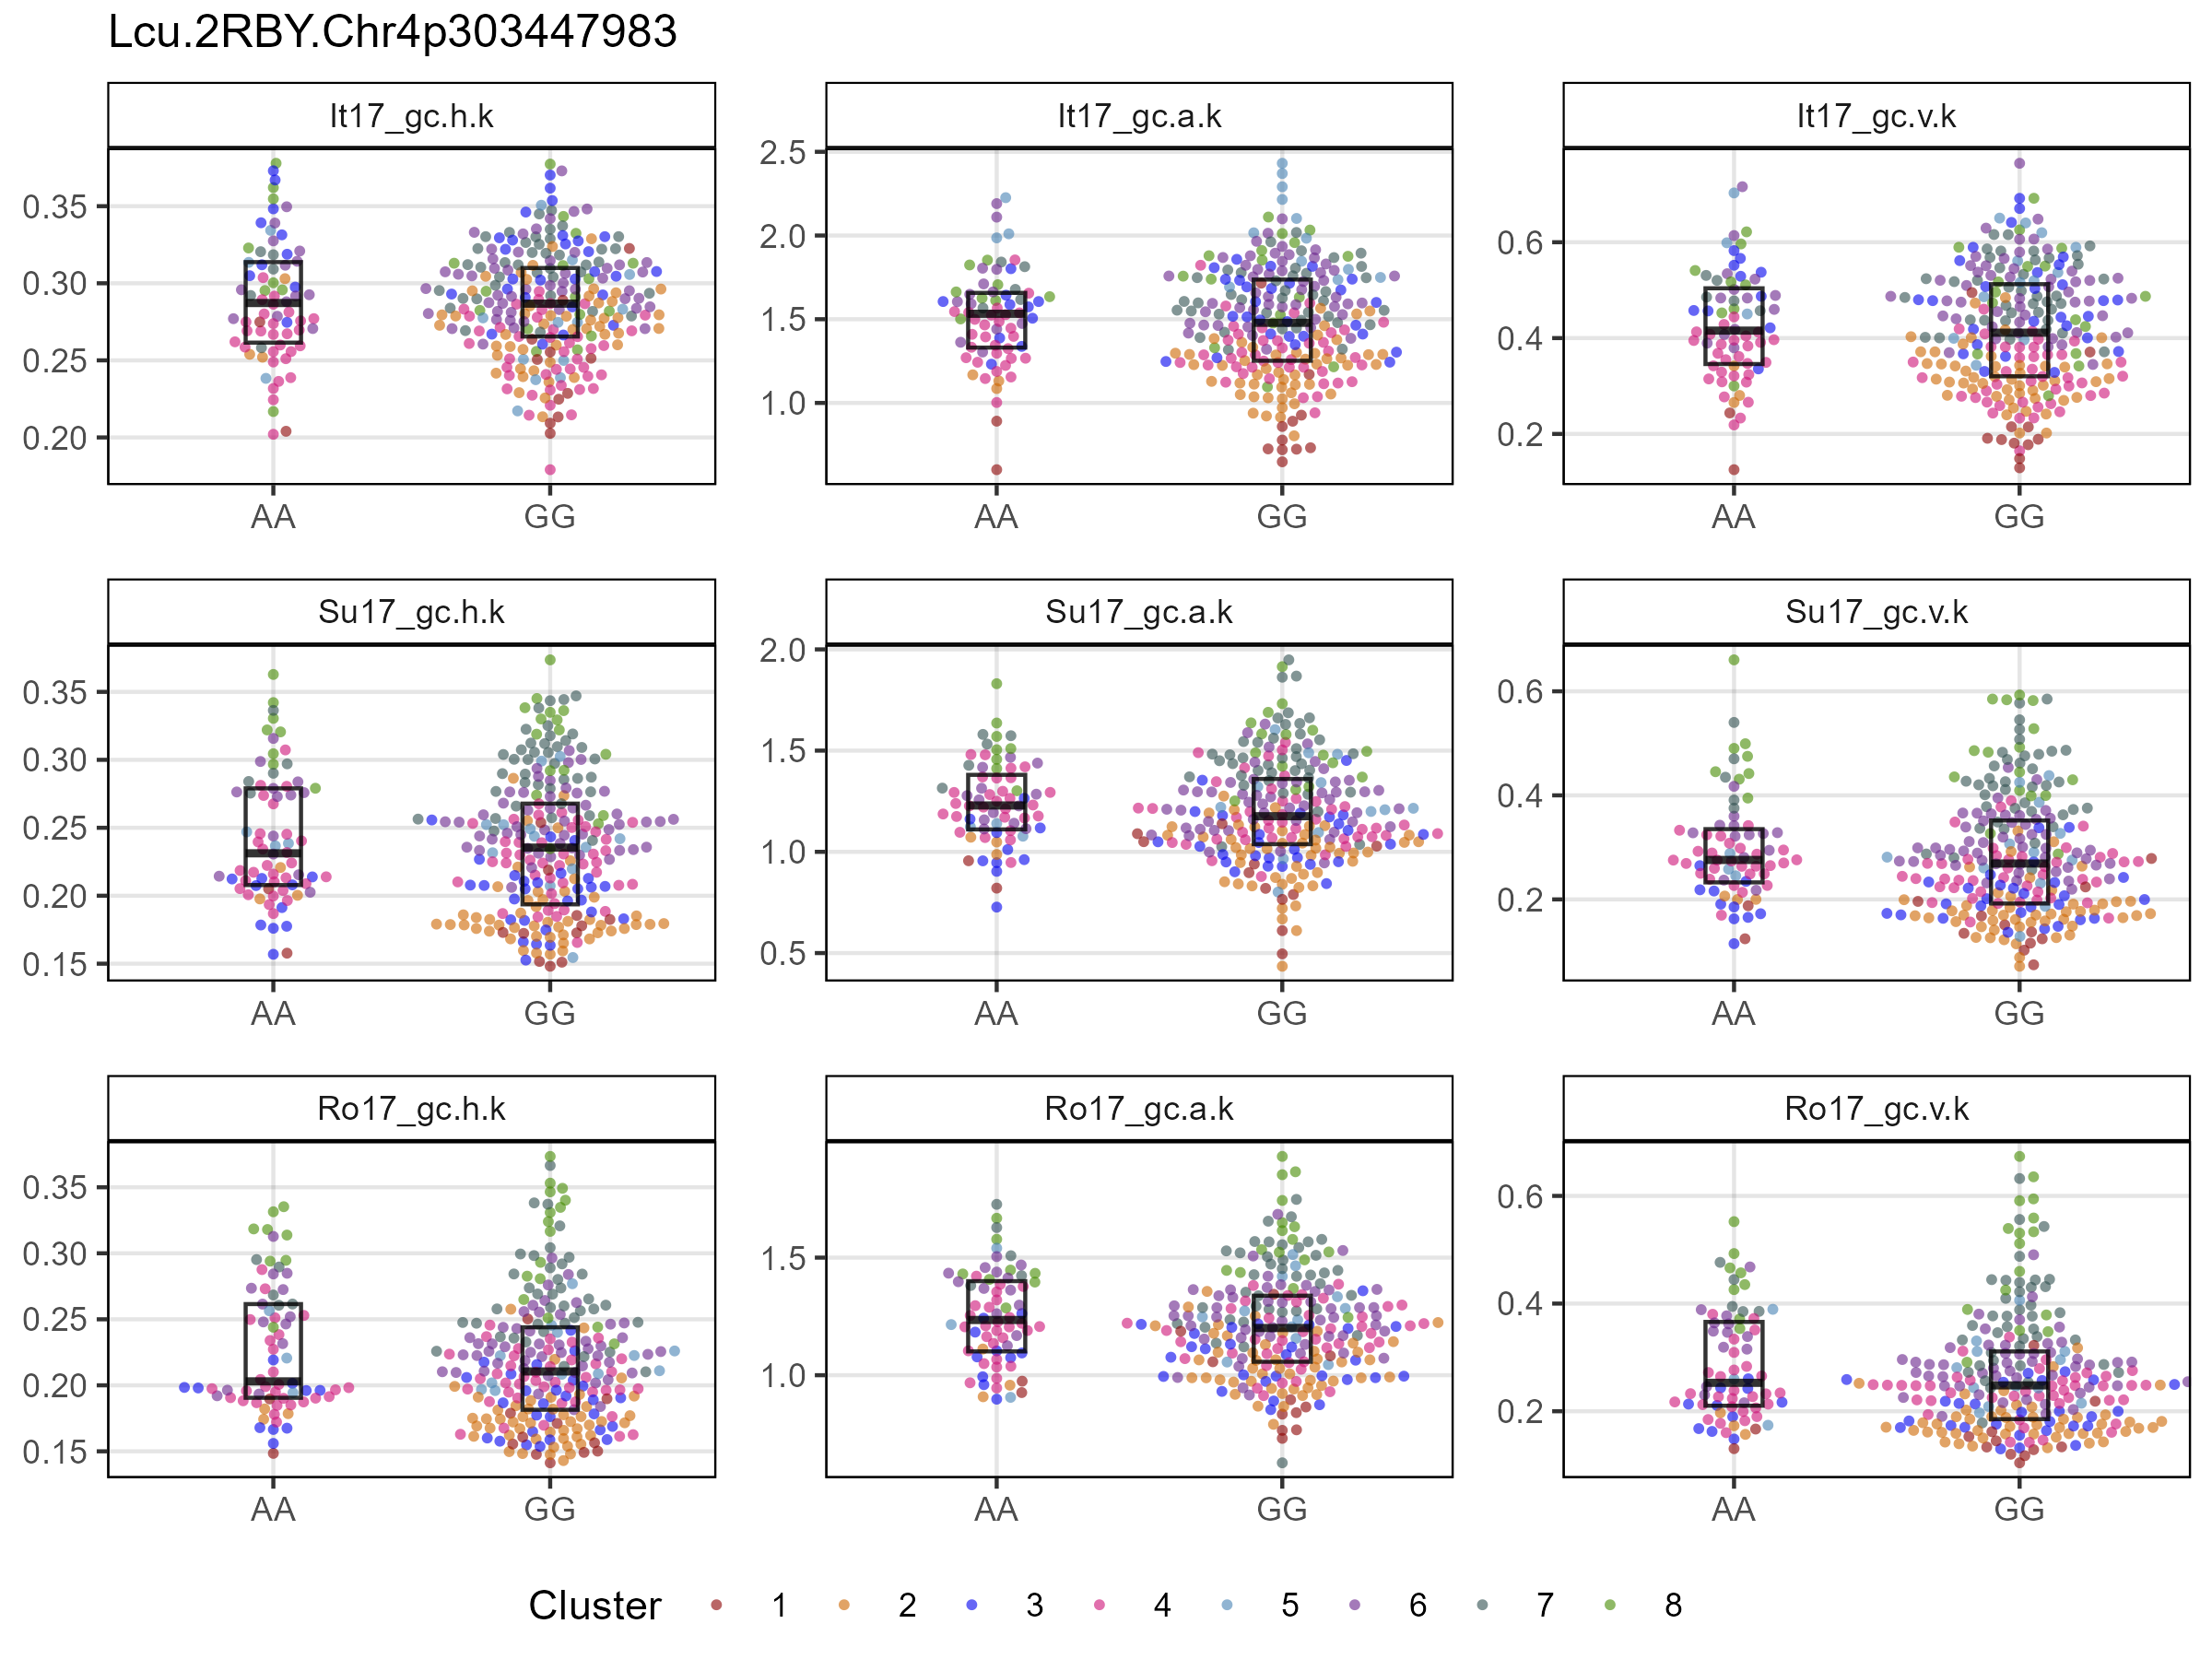 Lcu.2RBY.Chr4p303447983
It17_gc.h.k
It17_gc.a.k
It17_gc.v.k
0.35
0.30
0.25
0.20
2.5
2.0
1.5
1.0
0.6
0.4
0.2
AA GG
AA GG
AA GG
Su17_gc.h.k
Su17_gc.a.k
Su17_gc.v.k
0.35
0.30
0.25
0.20
0.15
2.0
1.5
1.0
0.5
0.6
0.4
0.2
AA GG
AA GG
AA GG
Ro17_gc.h.k
Ro17_gc.a.k
Ro17_gc.v.k
0.35
0.30
0.25
0.20
0.15
1.5
1.0
0.6
0.4
0.2
AA GG
AA GG
AA GG
Cluster 1 2 3 4 5 6 7 8